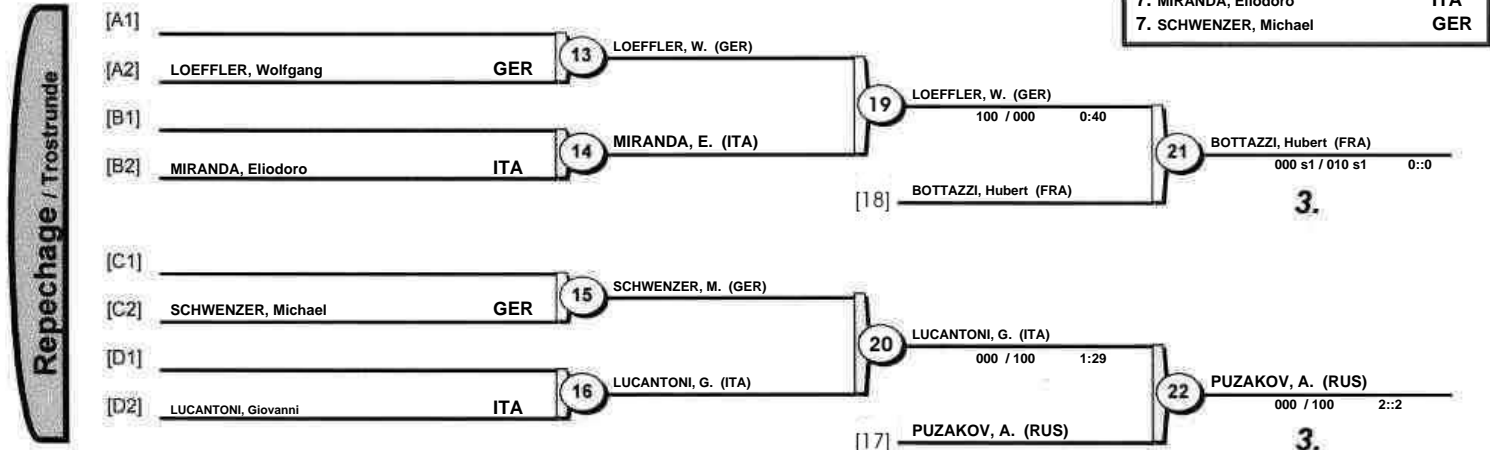 7. MIRANDA, Eliodoro ITA
7. SCHWENZER, Michael GER
Repechage / Trostrunde
[A1]
[A2] LOEFFLER, Wolfgang GER
13 LOEFFLER, W. (GER)
[B1]
[B2] MIRANDA, Eliodoro ITA
14 MIRANDA, E. (ITA)
19 LOEFFLER, W. (GER)
100 / 000 0:40
[18] BOTTAZZI, Hubert (FRA)
21 BOTTAZZI, Hubert (FRA)
000 s1 / 010 s1 0::0
3.
[C1]
[C2] SCHWENZER, Michael GER
15 SCHWENZER, M. (GER)
[D1]
[D2] LUCANTONI, Giovanni ITA
16 LUCANTONI, G. (ITA)
20 LUCANTONI, G. (ITA)
000 / 100 1:29
[17] PUZAKOV, A. (RUS)
22 PUZAKOV, A. (RUS)
000 / 100 2::2
3.